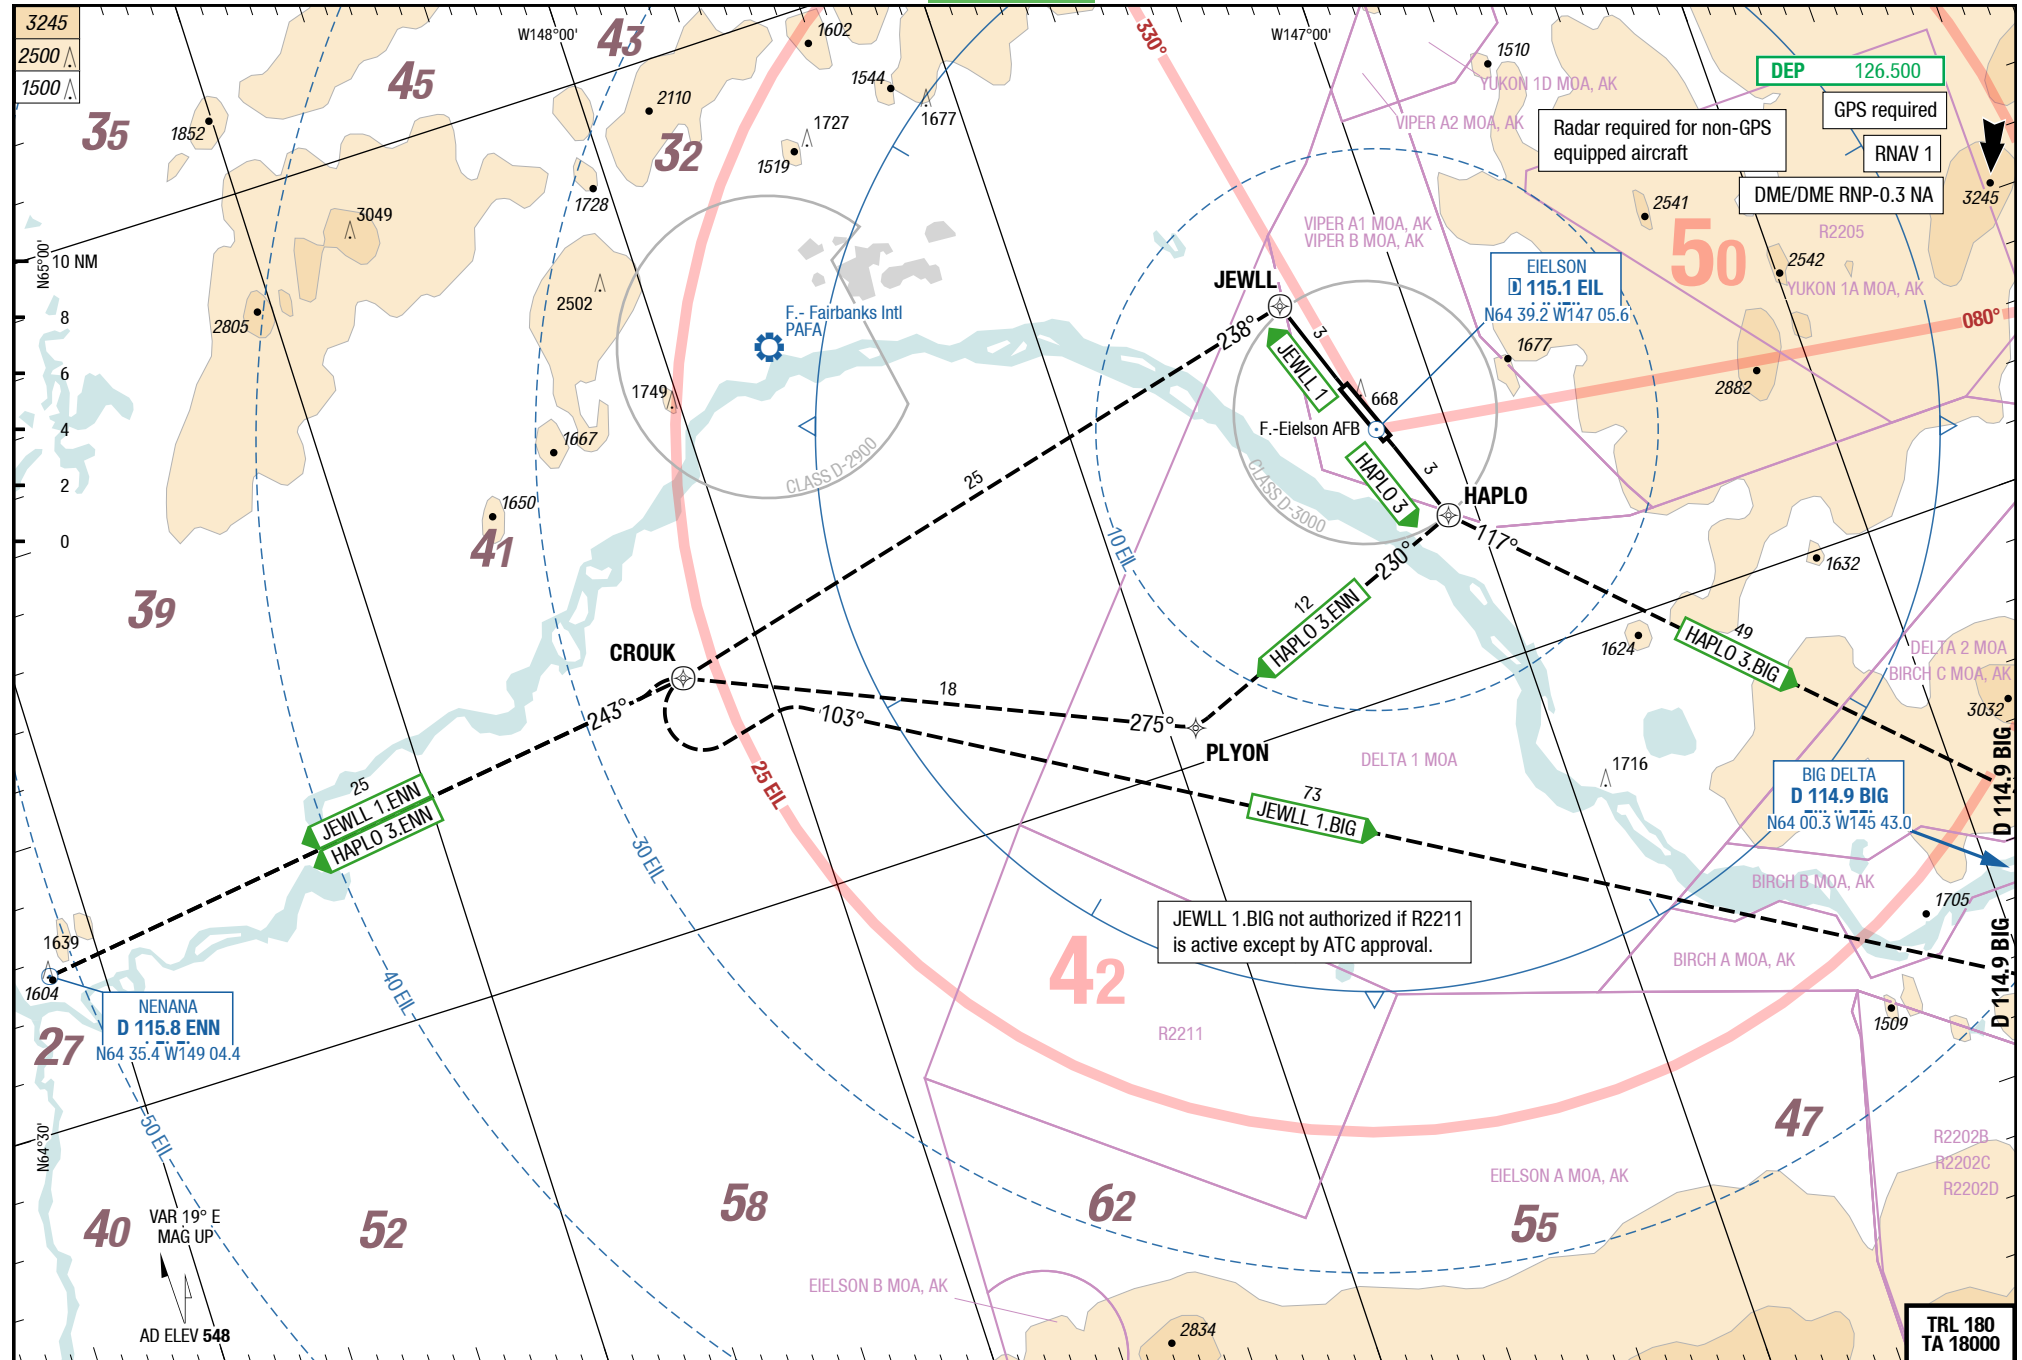 3245
2500
1500
35
45
43
W148°00'
1602
1544
1677
1727
1519
32
2110
1728
1852
3049
2805
2502
1749
1667
1650
41
39
N65°00'
10 NM
8
6
4
2
0
330°
W147°00'
1510
YUKON 1D MOA, AK
VIPER A2 MOA, AK
VIPER A1 MOA, AK
VIPER B MOA, AK
DEP 126.500
GPS required
Radar required for non-GPS
equipped aircraft
RNAV 1
DME/DME RNP-0.3 NA
3245
2541
50
R2205
2542
YUKON 1A MOA, AK
080°
EIELSON
D 115.1 EIL
N64 39.2 W147 05.6
1677
2882
F.- Fairbanks Intl
PAFA
CLASS D-2900
JEWLL
238°
3
JEWLL 1
668
F.-Eielson AFB
3
HAPLO 3
HAPLO
CLASS D-3000
117°
230°
10 EIL
25
12
HAPLO 3.ENN
49
HAPLO 3.BIG
1632
1624
DELTA 2 MOA
BIRCH C MOA, AK
3032
D 114.9 BIG
CROUK
243°
18
103°
275°
PLYON
DELTA 1 MOA
1716
BIG DELTA
D 114.9 BIG
N64 00.3 W145 43.0
25
JEWLL 1.ENN
HAPLO 3.ENN
25 EIL
30 EIL
40 EIL
50 EIL
73
JEWLL 1.BIG
BIRCH B MOA, AK
1705
BIRCH A MOA, AK
D 114.9 BIG
1509
JEWLL 1.BIG not authorized if R2211
is active except by ATC approval.
42
R2211
1639
1604
NENANA
D 115.8 ENN
N64 35.4 W149 04.4
27
N64°30'
40
VAR 19° E
MAG UP
AD ELEV 548
52
58
62
55
47
EIELSON A MOA, AK
EIELSON B MOA, AK
R2202B
R2202C
R2202D
2834
TRL 180
TA 18000